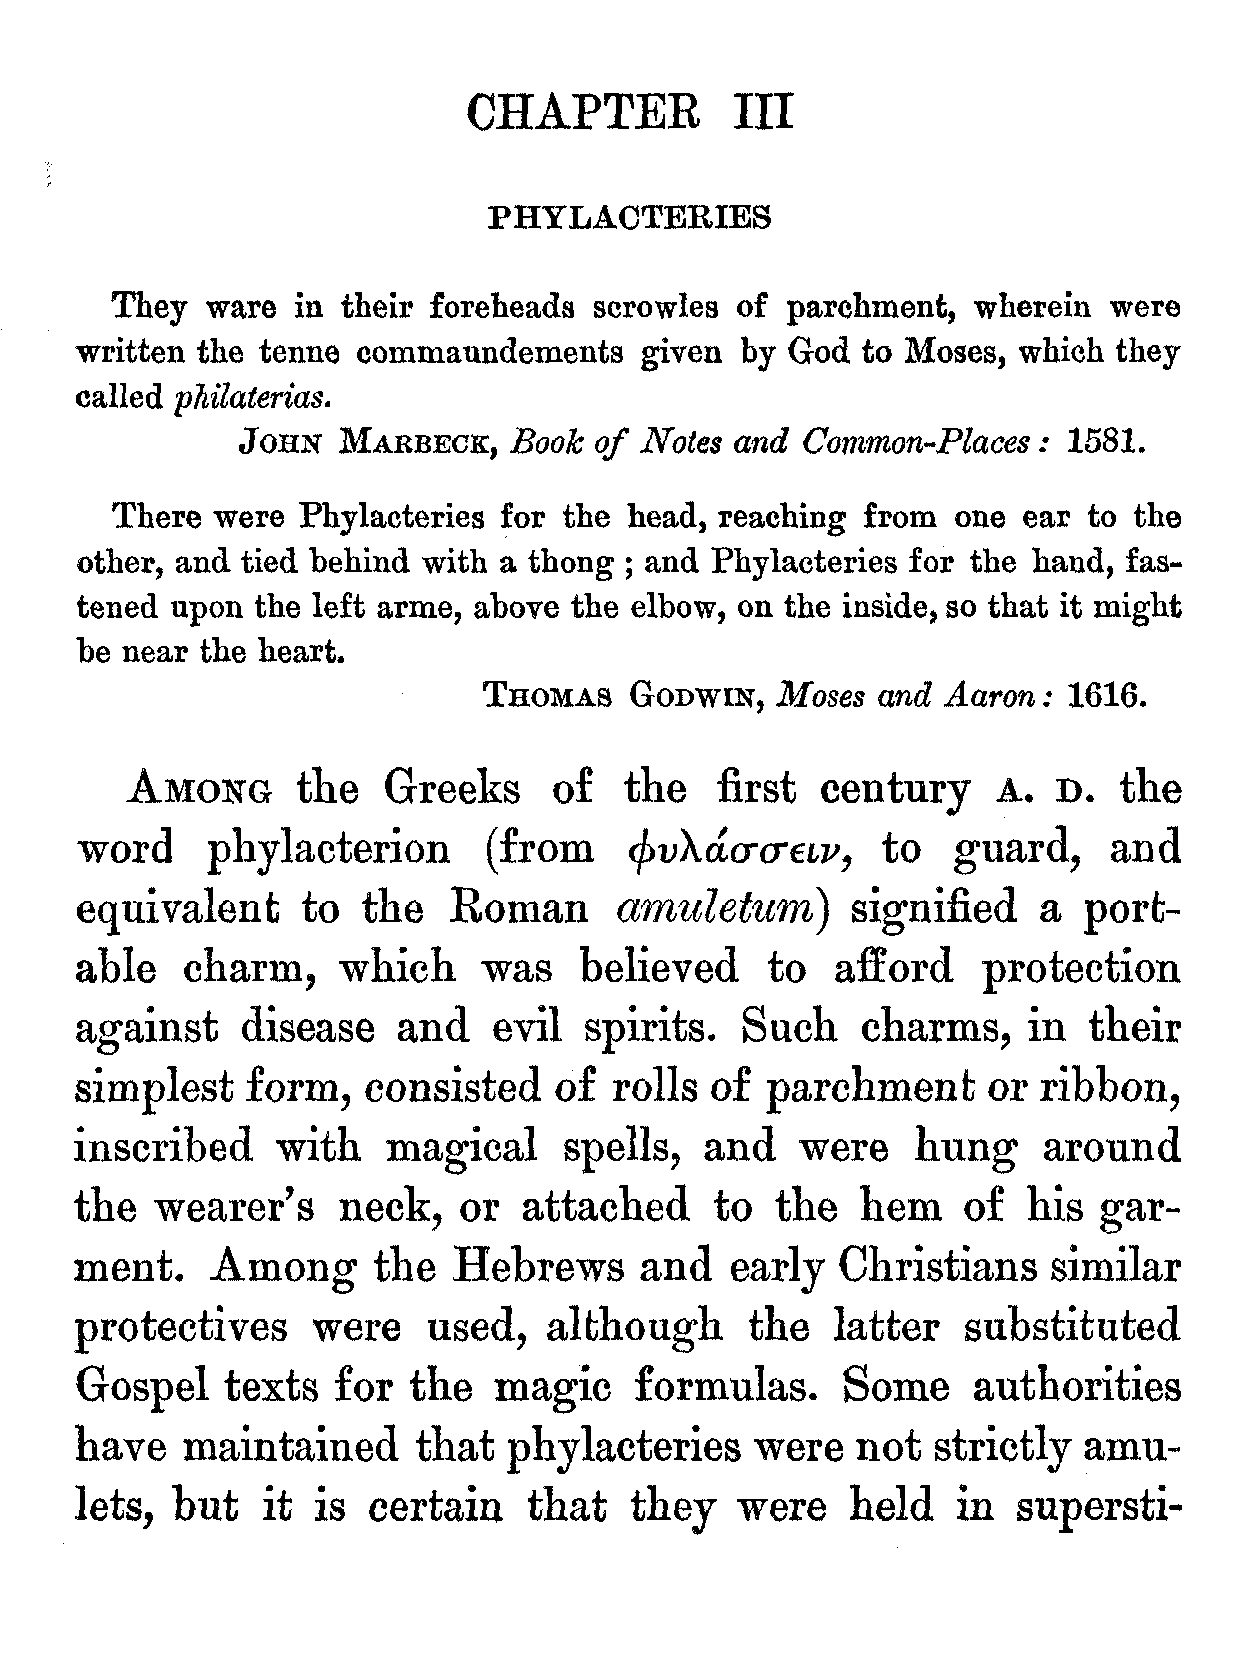 CHAPTER III
PHYLACTERIES
They ware in their foreheads scrowles of parchment, wherein were
written the tenne commaundements given by God to Moses, which they
called philaterias.
JOHN MARBECK, Book of Notes and Common-Places : 1581.
There were Phylacteries for the head, reaching from one ear to the
other, and tied behind with a thong ; and Phylacteries for the hand, fas-
tened upon the left arme, above the elbow, on the inside, so that it might
be near the heart.
THOMAS GODWIN, Moses and Aaron : 1616.
AMONG the Greeks of the first century A. D. the
word phylacterion (from φυλάσσειν, to guard, and
equivalent to the Roman amuletum) signified a port-
able charm, which was believed to afford protection
against disease and evil spirits. Such charms, in their
simplest form, consisted of rolls of parchment or ribbon,
inscribed with magical spells, and were hung around
the wearer's neck, or attached to the hem of his gar-
ment. Among the Hebrews and early Christians similar
protectives were used, although the latter substituted
Gospel texts for the magic formulas. Some authorities
have maintained that phylacteries were not strictly amu-
lets, but it is certain that they were held in supersti-